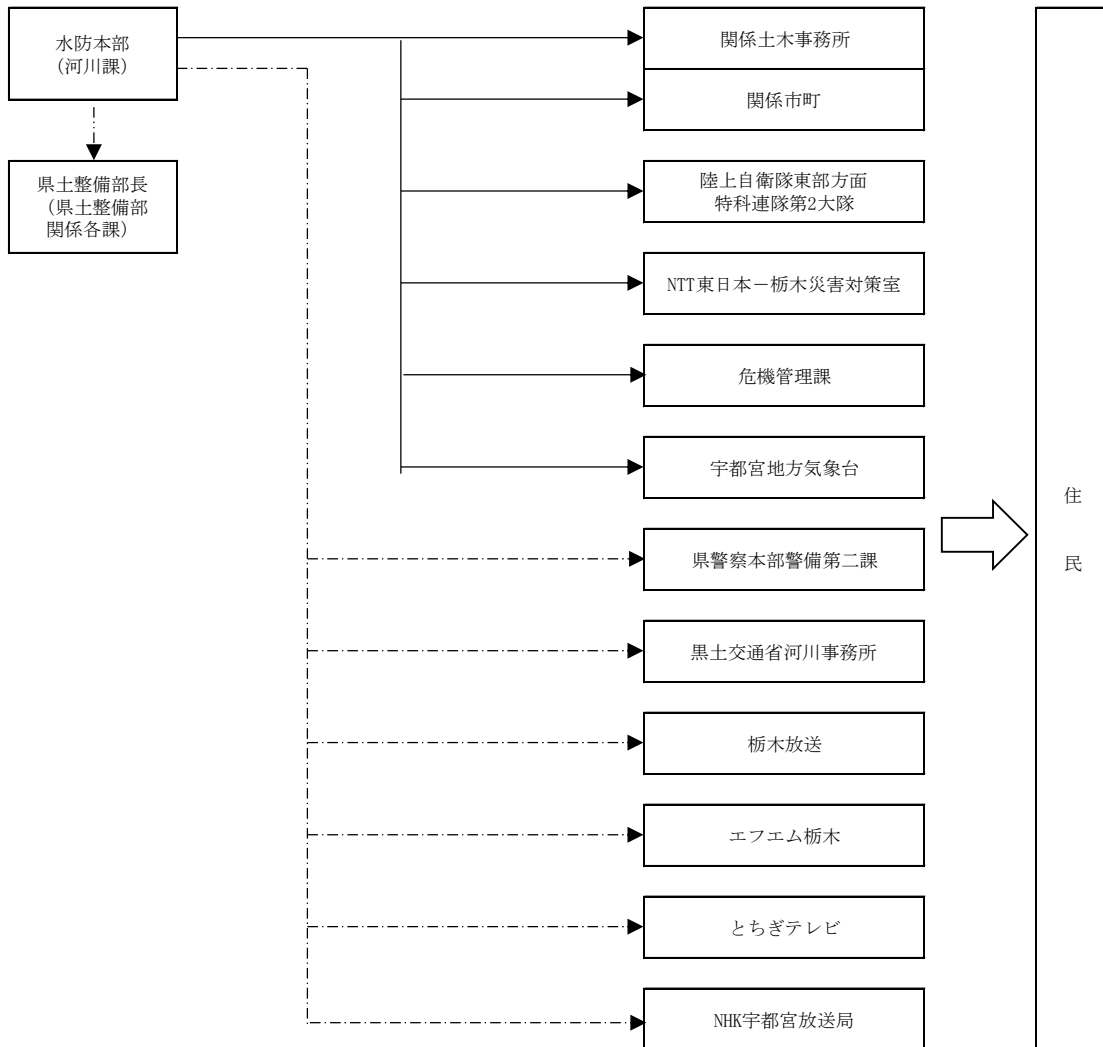 水防本部
(河川課)
県土整備部長
(県土整備部
関係各課)
関係土木事務所
関係市町
陸上自衛隊東部方面
特科連隊第2大隊
NTT東日本－栃木災害対策室
危機管理課
宇都宮地方気象台
県警察本部警備第二課
黒土交通省河川事務所
栃木放送
エフエム栃木
とちぎテレビ
NHK宇都宮放送局
住
民